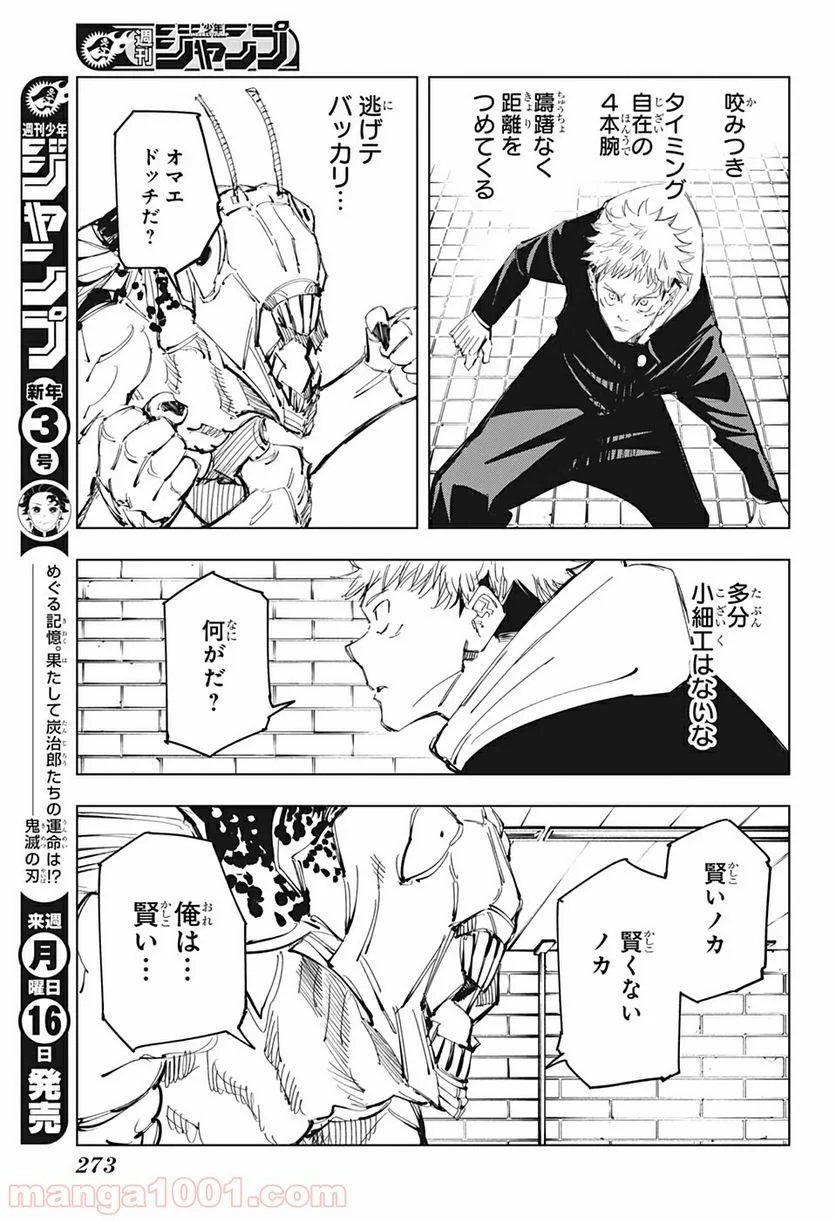 週刊少年ジャンプ
咬みつき
タイミング
自在の
4本腕
躊躇なく
距離を
つめてくる
逃げテ
バッカリ…
オマエ
ドッチだ?
多分
小細工はないな
何がだ?
賢いノカ
賢くない
ノカ
俺は…
賢い…
週刊少年
ジャンプ
新年
3
号
めぐる記憶。果たして炭治郎たちの運命は!?
鬼滅の刃
来週
月
曜日
16
日
発売
273
manga1001.com